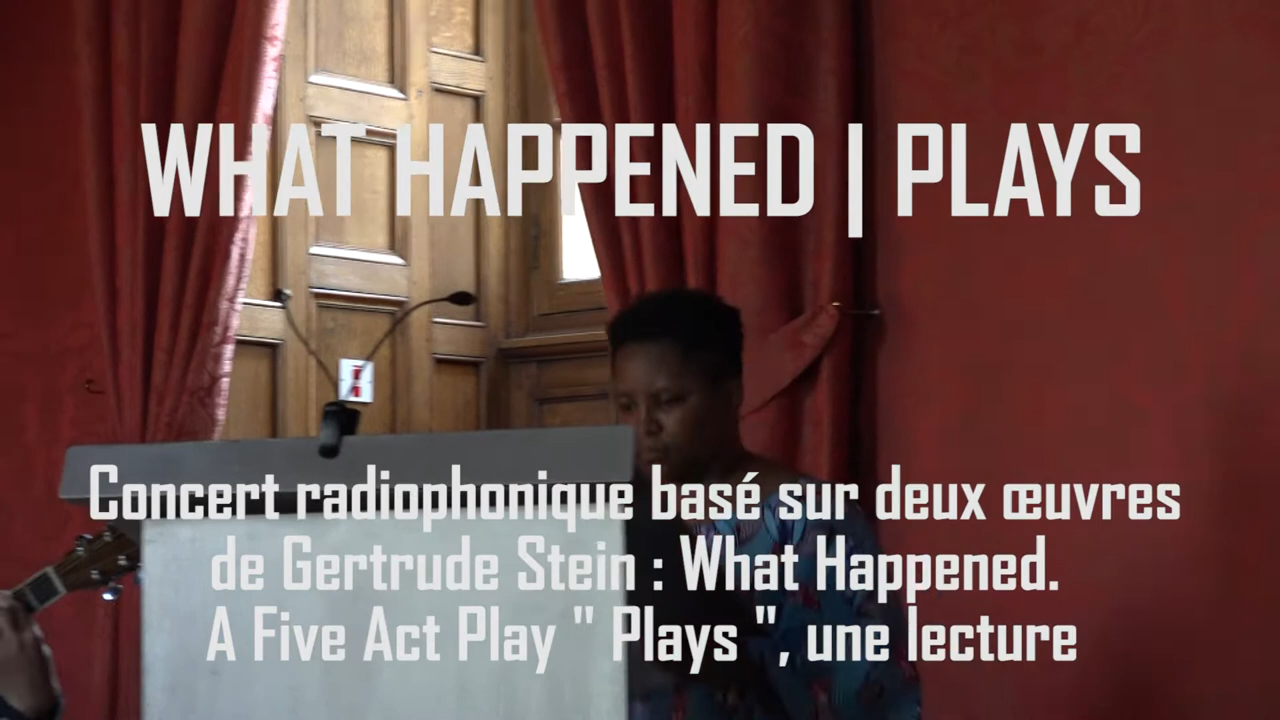 WHAT HAPPENED | PLAYS
Concert radiophonique basé sur deux œuvres
de Gertrude Stein : What Happened.
A Five Act Play " Plays ", une lecture